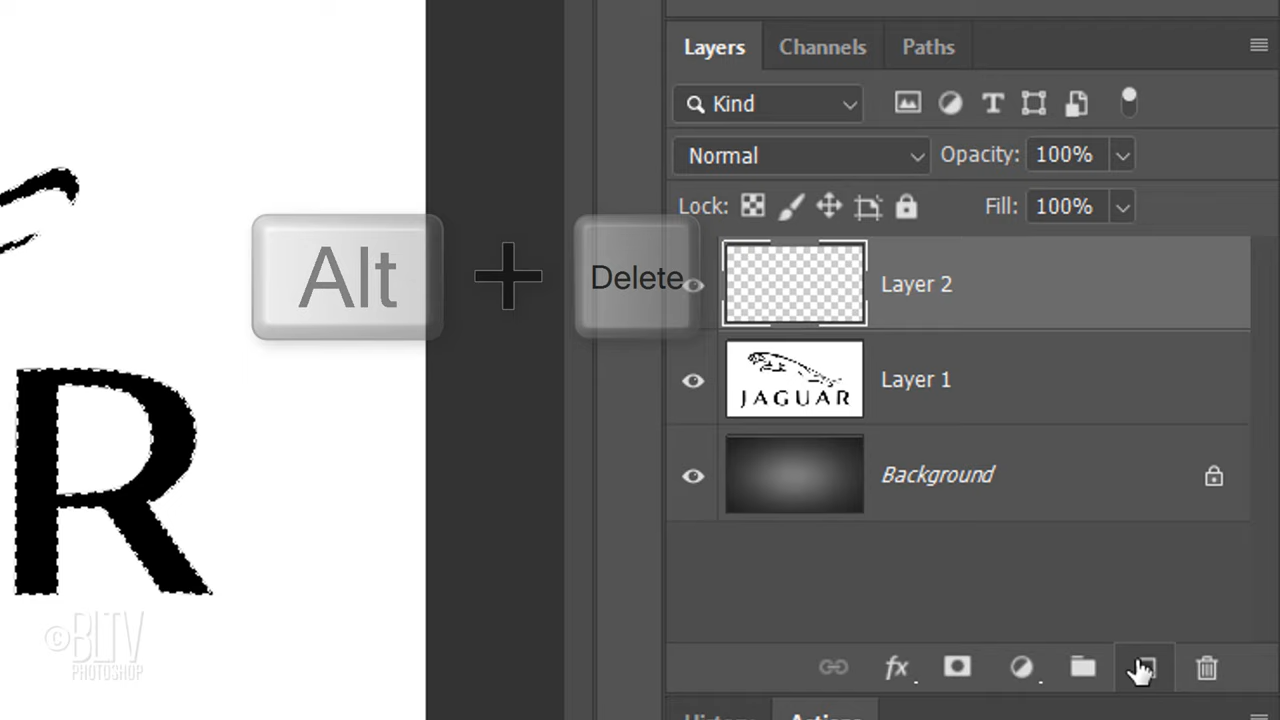 Layers Channels Paths
Kind
Normal Opacity: 100%
Lock: Fill: 100%
Alt + Delete
Layer 2
JAGUAR
Layer 1
Background
R
fx
©BLTV
PHOTOSHOP